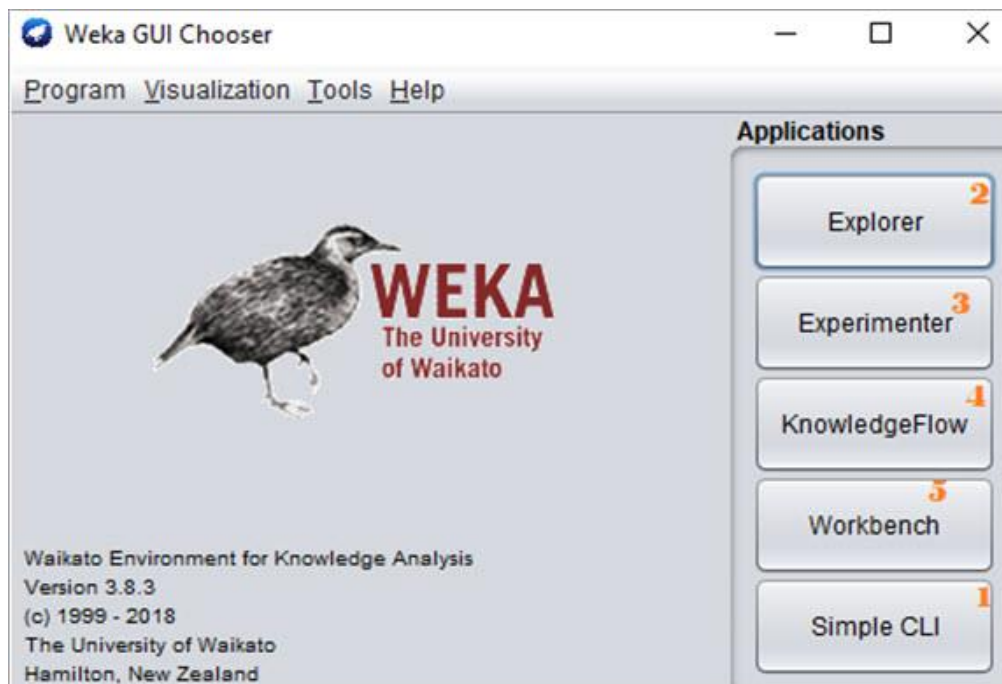 Weka GUI Chooser
Program Visualization Tools Help
Applications
Explorer 2
Experimenter 3
KnowledgeFlow 4
Workbench 5
Simple CLI 1
WEKA
The University
of Waikato
Waikato Environment for Knowledge Analysis
Version 3.8.3
(c) 1999 - 2018
The University of Waikato
Hamilton, New Zealand